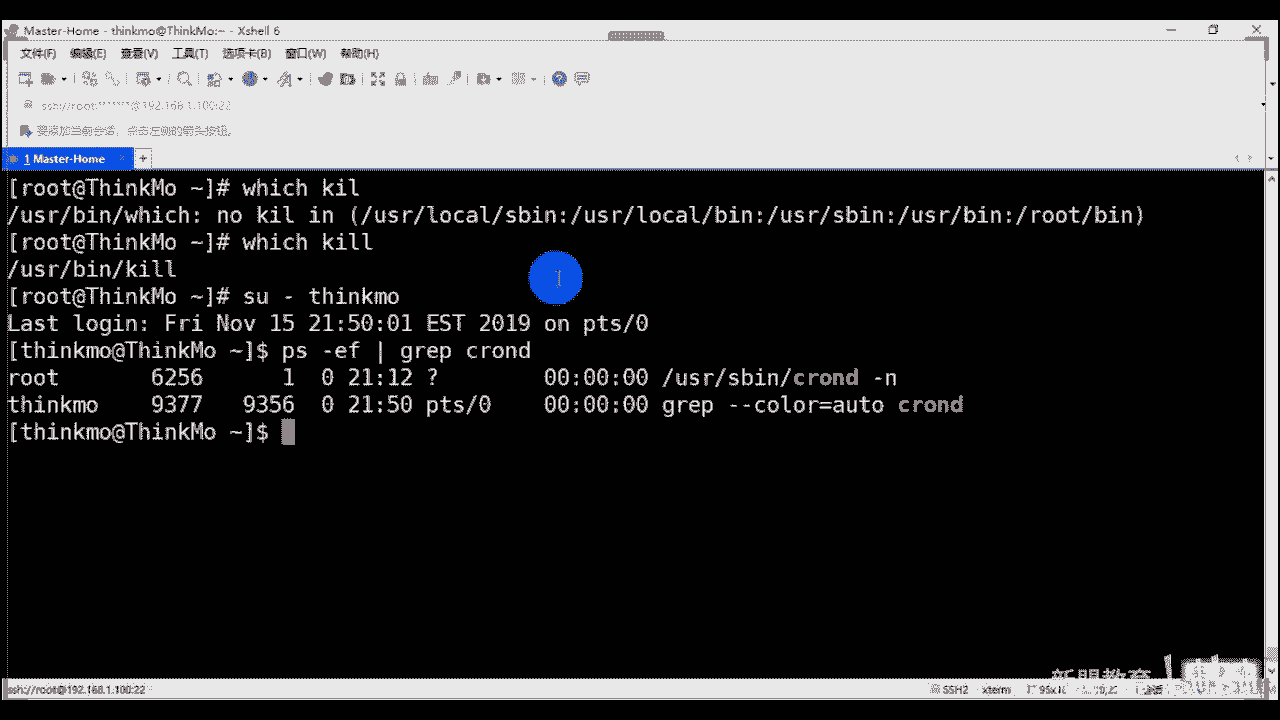 Master-Home - thinkmo@ThinkMo:~ - Xshell 6
文件(F) 编辑(E) 查看(V) 工具(T) 选项卡(B) 窗口(W) 帮助(H)
ssh://root:******@192.168.1.100:22
要添加当前会话，点击左侧的箭头按钮。
1 Master-Home
[root@ThinkMo ~]# which kil
/usr/bin/which: no kil in (/usr/local/sbin:/usr/local/bin:/usr/sbin:/usr/bin:/root/bin)
[root@ThinkMo ~]# which kill
/usr/bin/kill
[root@ThinkMo ~]# su - thinkmo
Last login: Fri Nov 15 21:50:01 EST 2019 on pts/0
[thinkmo@ThinkMo ~]$ ps -ef | grep crond
root 6256 1 0 21:12 ? 00:00:00 /usr/sbin/crond -n
thinkmo 9377 9356 0 21:50 pts/0 00:00:00 grep --color=auto crond
[thinkmo@ThinkMo ~]$
新盟教育
ssh://root@192.168.1.100:22 SSH2 xterm